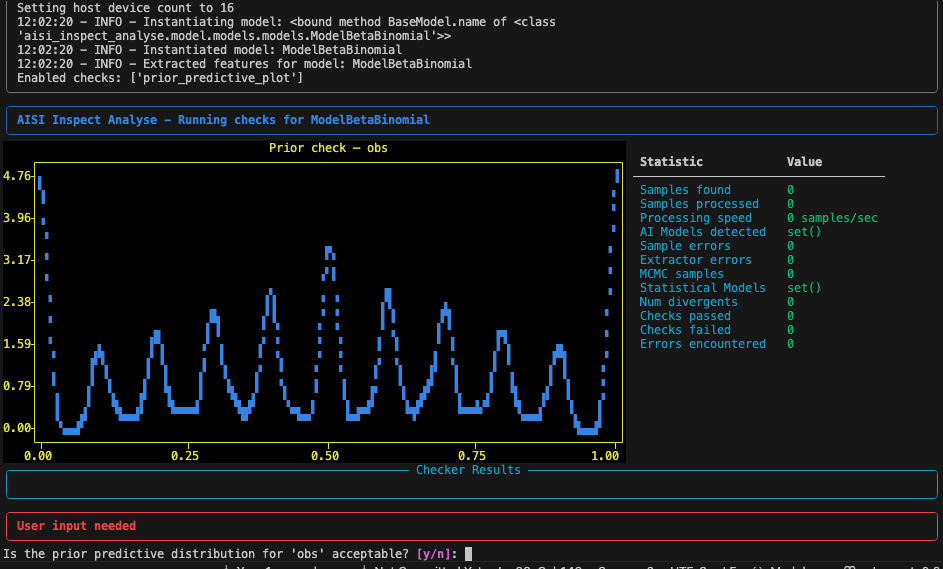 Setting host device count to 16
12:02:20 – INFO – Instantiating model: <bound method BaseModel.name of <class
'aisi_inspect_analyse.model.models.models.ModelBetaBinomial'>>
12:02:20 – INFO – Instantiated model: ModelBetaBinomial
12:02:20 – INFO – Extracted features for model: ModelBetaBinomial
Enabled checks: ['prior_predictive_plot']
AISI Inspect Analyse – Running checks for ModelBetaBinomial
Prior check – obs
4.76
3.96
3.17
2.38
1.59
0.79
0.00
0.00 0.25 0.50 0.75 1.00
Statistic Value
Samples found 0
Samples processed 0
Processing speed 0 samples/sec
AI Models detected set()
Sample errors 0
Extractor errors 0
MCMC samples 0
Statistical Models set()
Num divergents 0
Checks passed 0
Checks failed 0
Errors encountered 0
Checker Results
User input needed
Is the prior predictive distribution for 'obs' acceptable? [y/n]: